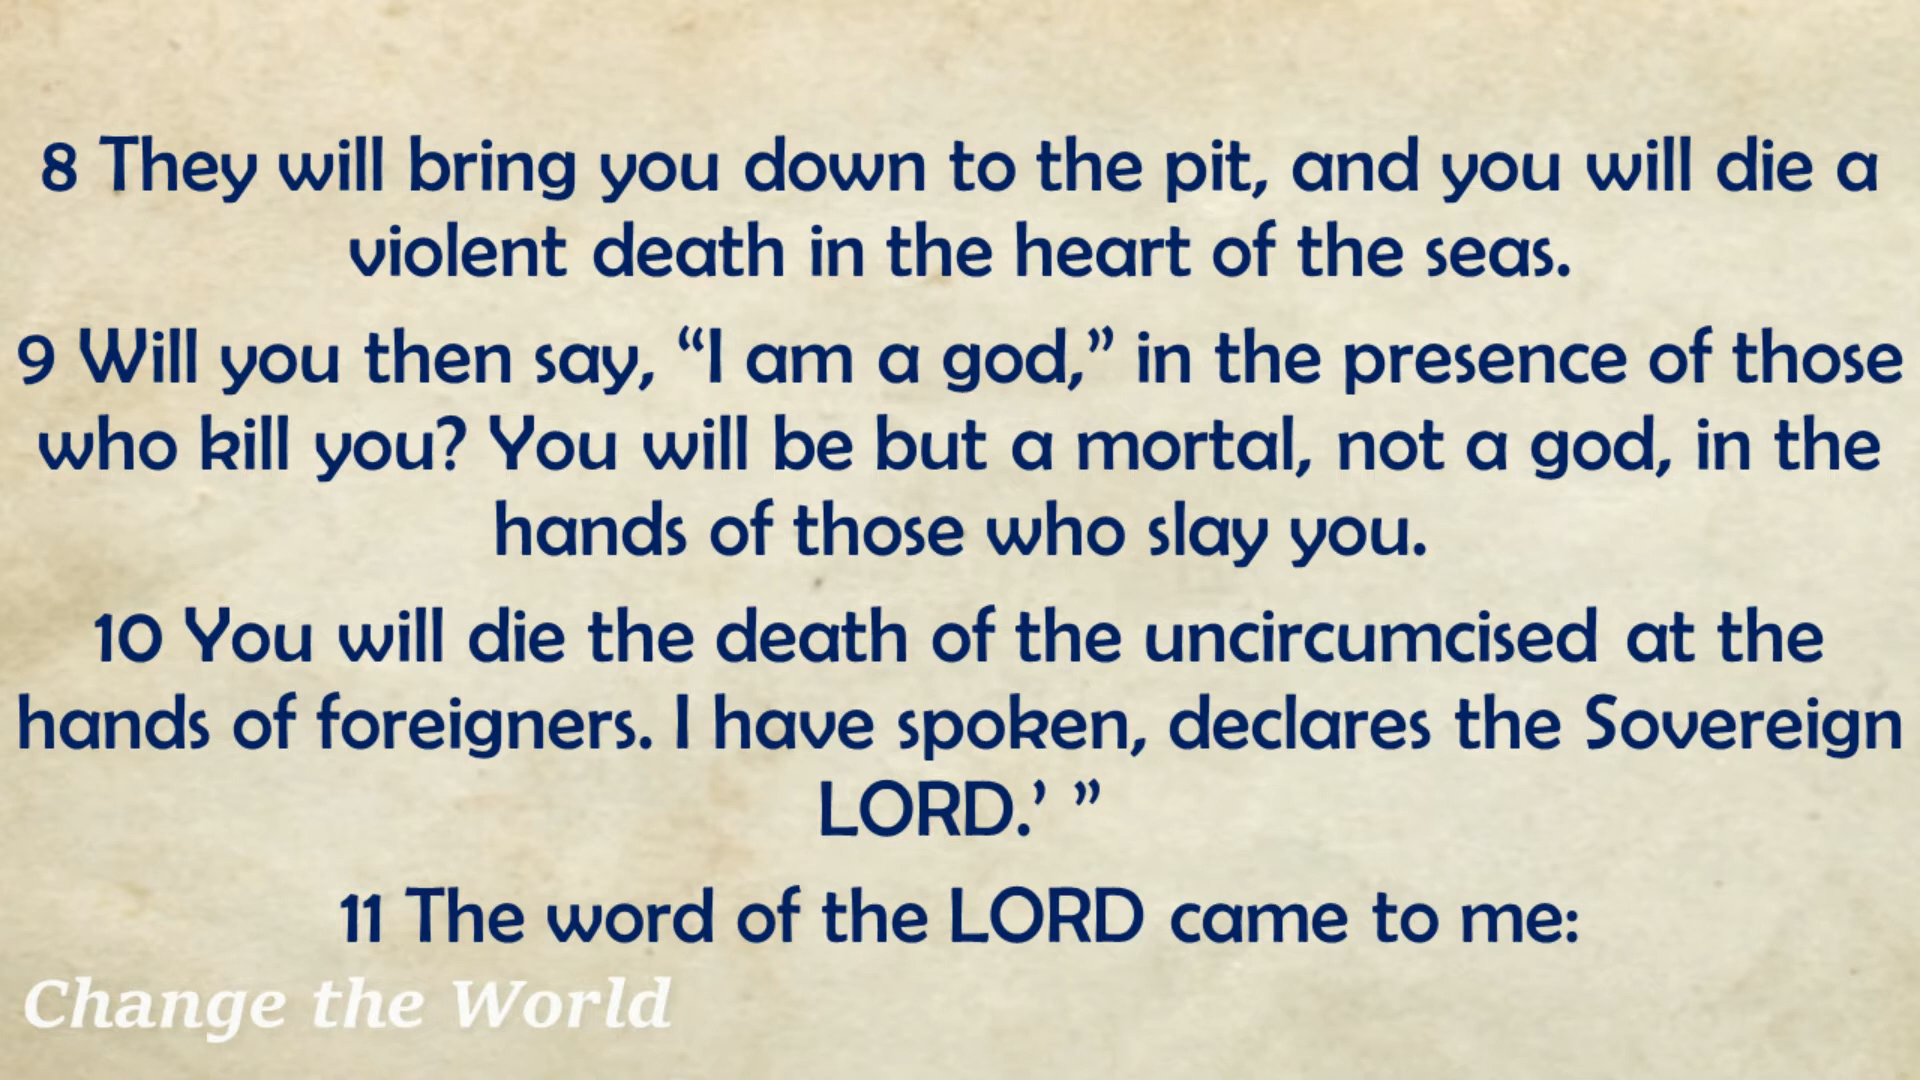 8 They will bring you down to the pit, and you will die a
violent death in the heart of the seas.
9 Will you then say, “I am a god,” in the presence of those
who kill you? You will be but a mortal, not a god, in the
hands of those who slay you.
10 You will die the death of the uncircumcised at the
hands of foreigners. I have spoken, declares the Sovereign
LORD.’ ”
11 The word of the LORD came to me:
Change the World